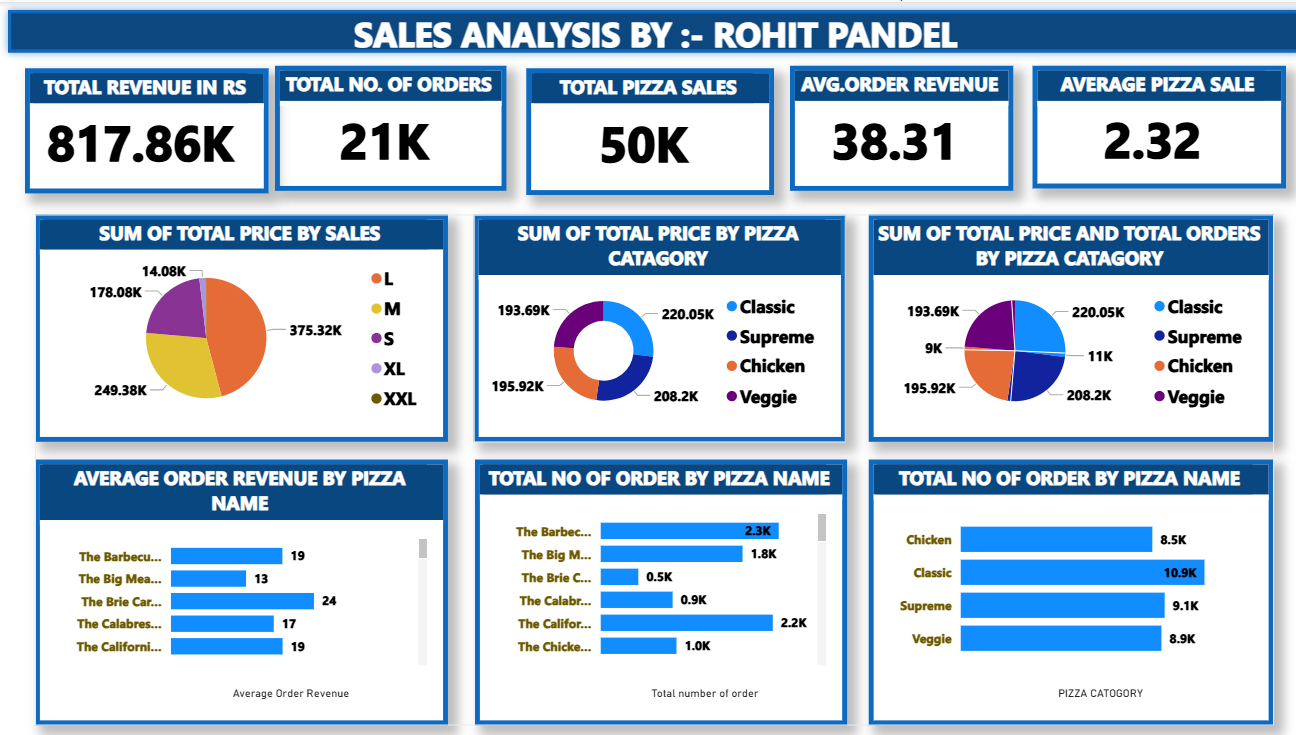 SALES ANALYSIS BY :- ROHIT PANDEL
TOTAL REVENUE IN RS
817.86K
TOTAL NO. OF ORDERS
21K
TOTAL PIZZA SALES
50K
AVG.ORDER REVENUE
38.31
AVERAGE PIZZA SALE
2.32
SUM OF TOTAL PRICE BY SALES
14.08K
178.08K
375.32K
249.38K
L
M
S
XL
XXL
SUM OF TOTAL PRICE BY PIZZA
CATAGORY
193.69K
220.05K
195.92K
208.2K
Classic
Supreme
Chicken
Veggie
SUM OF TOTAL PRICE AND TOTAL ORDERS
BY PIZZA CATAGORY
193.69K
220.05K
9K
11K
195.92K
208.2K
Classic
Supreme
Chicken
Veggie
AVERAGE ORDER REVENUE BY PIZZA
NAME
The Barbecu... 19
The Big Mea... 13
The Brie Car... 24
The Calabres... 17
The Californi... 19
Average Order Revenue
TOTAL NO OF ORDER BY PIZZA NAME
The Barbec... 2.3K
The Big M... 1.8K
The Brie C... 0.5K
The Calabr... 0.9K
The Califor... 2.2K
The Chicke... 1.0K
Total number of order
TOTAL NO OF ORDER BY PIZZA NAME
Chicken 8.5K
Classic 10.9K
Supreme 9.1K
Veggie 8.9K
PIZZA CATOGORY